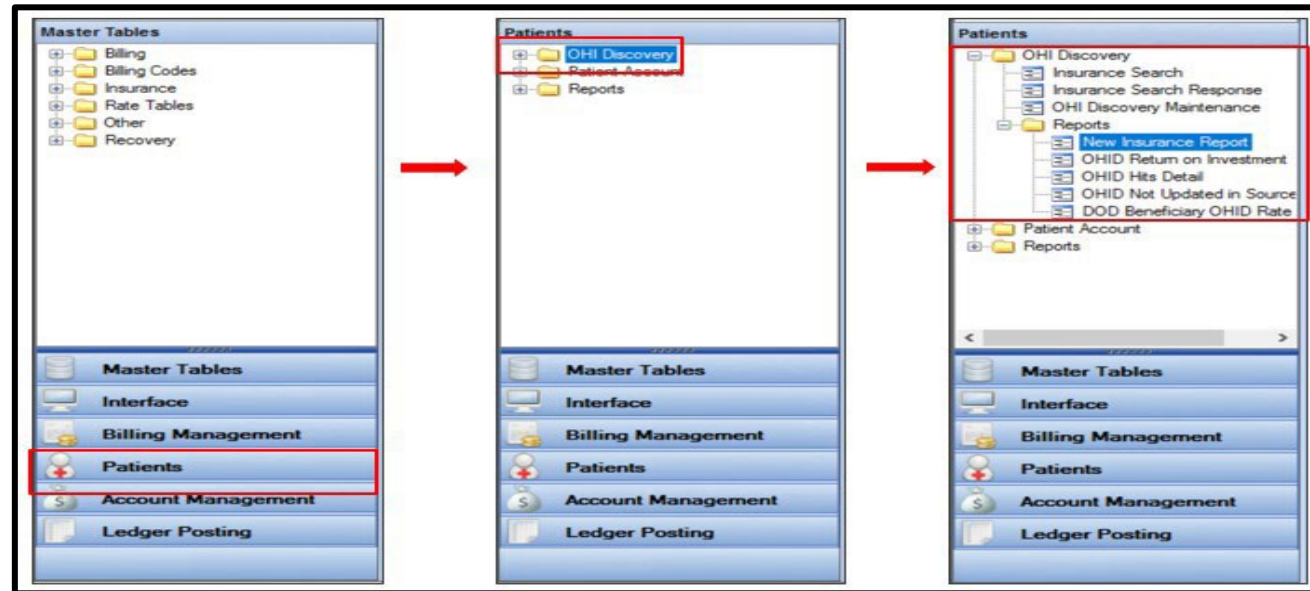 Master Tables
Billing
Billing Codes
Insurance
Rate Tables
Other
Recovery
Master Tables
Interface
Billing Management
Patients
Account Management
Ledger Posting
Patients
OHI Discovery
Patient Account
Reports
Master Tables
Interface
Billing Management
Patients
Account Management
Ledger Posting
Patients
OHI Discovery
Insurance Search
Insurance Search Response
OHI Discovery Maintenance
Reports
New Insurance Report
OHID Return on Investment
OHID Hits Detail
OHID Not Updated in Source
DOD Beneficiary OHID Rate
Patient Account
Reports
Master Tables
Interface
Billing Management
Patients
Account Management
Ledger Posting